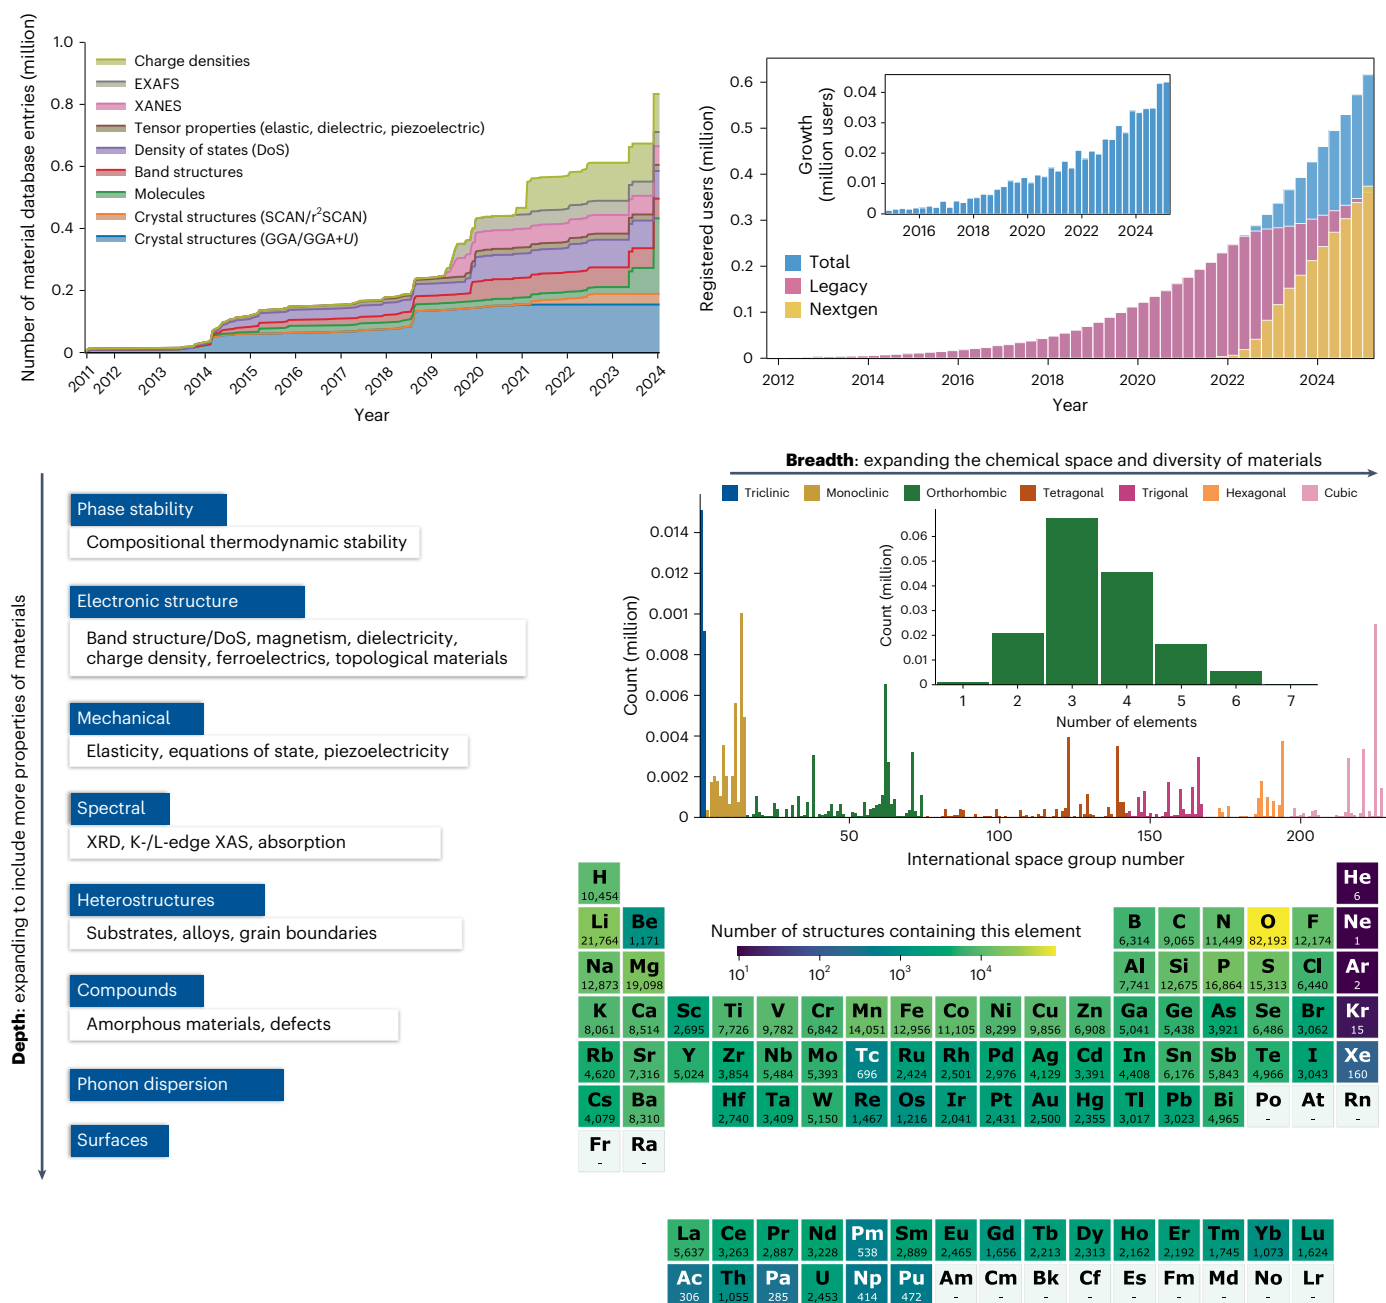 Number of material database entries (million)
1.0
0.8
0.6
0.4
0.2
0
Charge densities
EXAFS
XANES
Tensor properties (elastic, dielectric, piezoelectric)
Density of states (DoS)
Band structures
Molecules
Crystal structures (SCAN/r²SCAN)
Crystal structures (GGA/GGA+U)
2011 2012 2013 2014 2015 2016 2017 2018 2019 2020 2021 2022 2023 2024
Year
Registered users (million)
0.6
0.5
0.4
0.3
0.2
0.1
0
Growth
(million users)
0.04
0.03
0.02
0.01
0
2016 2018 2020 2022 2024
Total
Legacy
Nextgen
2012 2014 2016 2018 2020 2022 2024
Year
Depth: expanding to include more properties of materials
Phase stability
Compositional thermodynamic stability
Electronic structure
Band structure/DoS, magnetism, dielectricity,
charge density, ferroelectrics, topological materials
Mechanical
Elasticity, equations of state, piezoelectricity
Spectral
XRD, K-/L-edge XAS, absorption
Heterostructures
Substrates, alloys, grain boundaries
Compounds
Amorphous materials, defects
Phonon dispersion
Surfaces
Breadth: expanding the chemical space and diversity of materials
Triclinic Monoclinic Orthorhombic Tetragonal Trigonal Hexagonal Cubic
Count (million)
0.014
0.012
0.001
0.008
0.006
0.004
0.002
0
Count (million)
0.06
0.04
0.03
0.02
0.01
0
1 2 3 4 5 6 7
Number of elements
50 100 150 200
International space group number
H He
10,454 6
Li Be B C N O F Ne
21,764 1,171 6,314 9,065 11,449 82,193 12,174 1
Number of structures containing this element
10¹ 10² 10³ 10⁴
Na Mg Al Si P S Cl Ar
12,873 19,098 7,741 12,675 16,864 15,313 6,440 2
K Ca Sc Ti V Cr Mn Fe Co Ni Cu Zn Ga Ge As Se Br Kr
8,061 8,514 2,695 7,726 9,782 6,842 14,051 12,956 11,105 8,299 9,856 6,908 5,041 5,438 3,921 6,486 3,062 15
Rb Sr Y Zr Nb Mo Tc Ru Rh Pd Ag Cd In Sn Sb Te I Xe
4,620 7,316 5,024 3,854 5,484 5,393 696 2,424 2,501 2,976 4,129 3,391 4,408 6,176 5,843 4,966 3,043 160
Cs Ba Hf Ta W Re Os Ir Pt Au Hg Tl Pb Bi Po At Rn
4,079 8,310 2,740 3,409 5,150 1,467 1,216 2,041 2,431 2,500 2,355 3,017 3,023 4,965 - - -
Fr Ra
- -
La Ce Pr Nd Pm Sm Eu Gd Tb Dy Ho Er Tm Yb Lu
5,637 3,263 2,887 3,228 538 2,889 2,465 1,656 2,213 2,313 2,162 2,192 1,745 1,073 1,624
Ac Th Pa U Np Pu Am Cm Bk Cf Es Fm Md No Lr
306 1,055 285 2,453 414 472 - - - - - - - - -